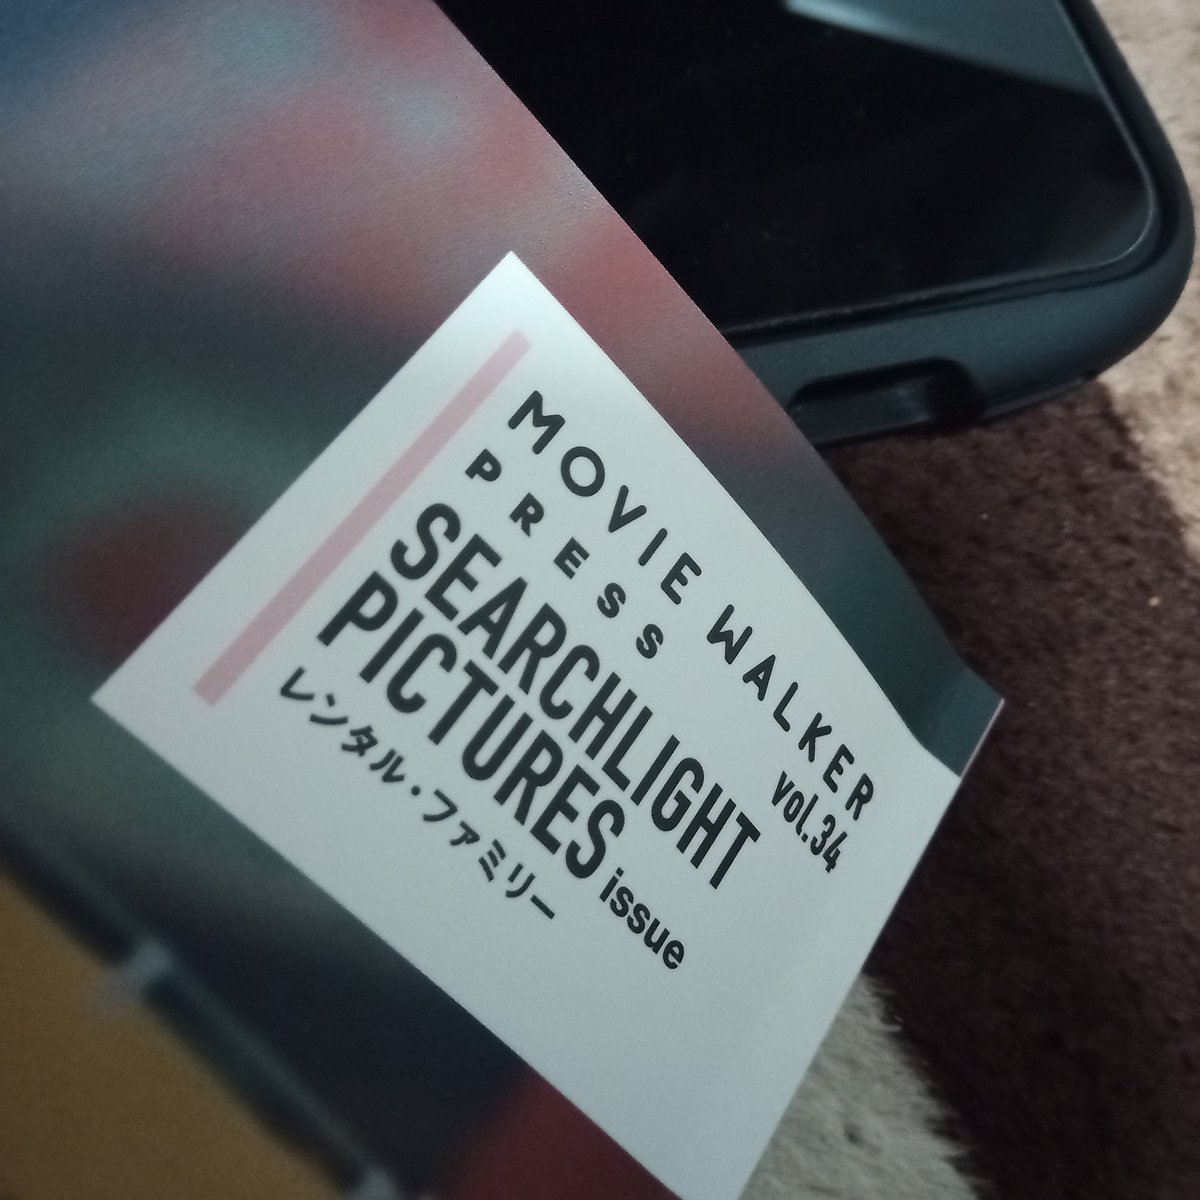 MOVIE WALKER
PRESS vol.34
SEARCHLIGHT
PICTURES issue
レンタル・ファミリー